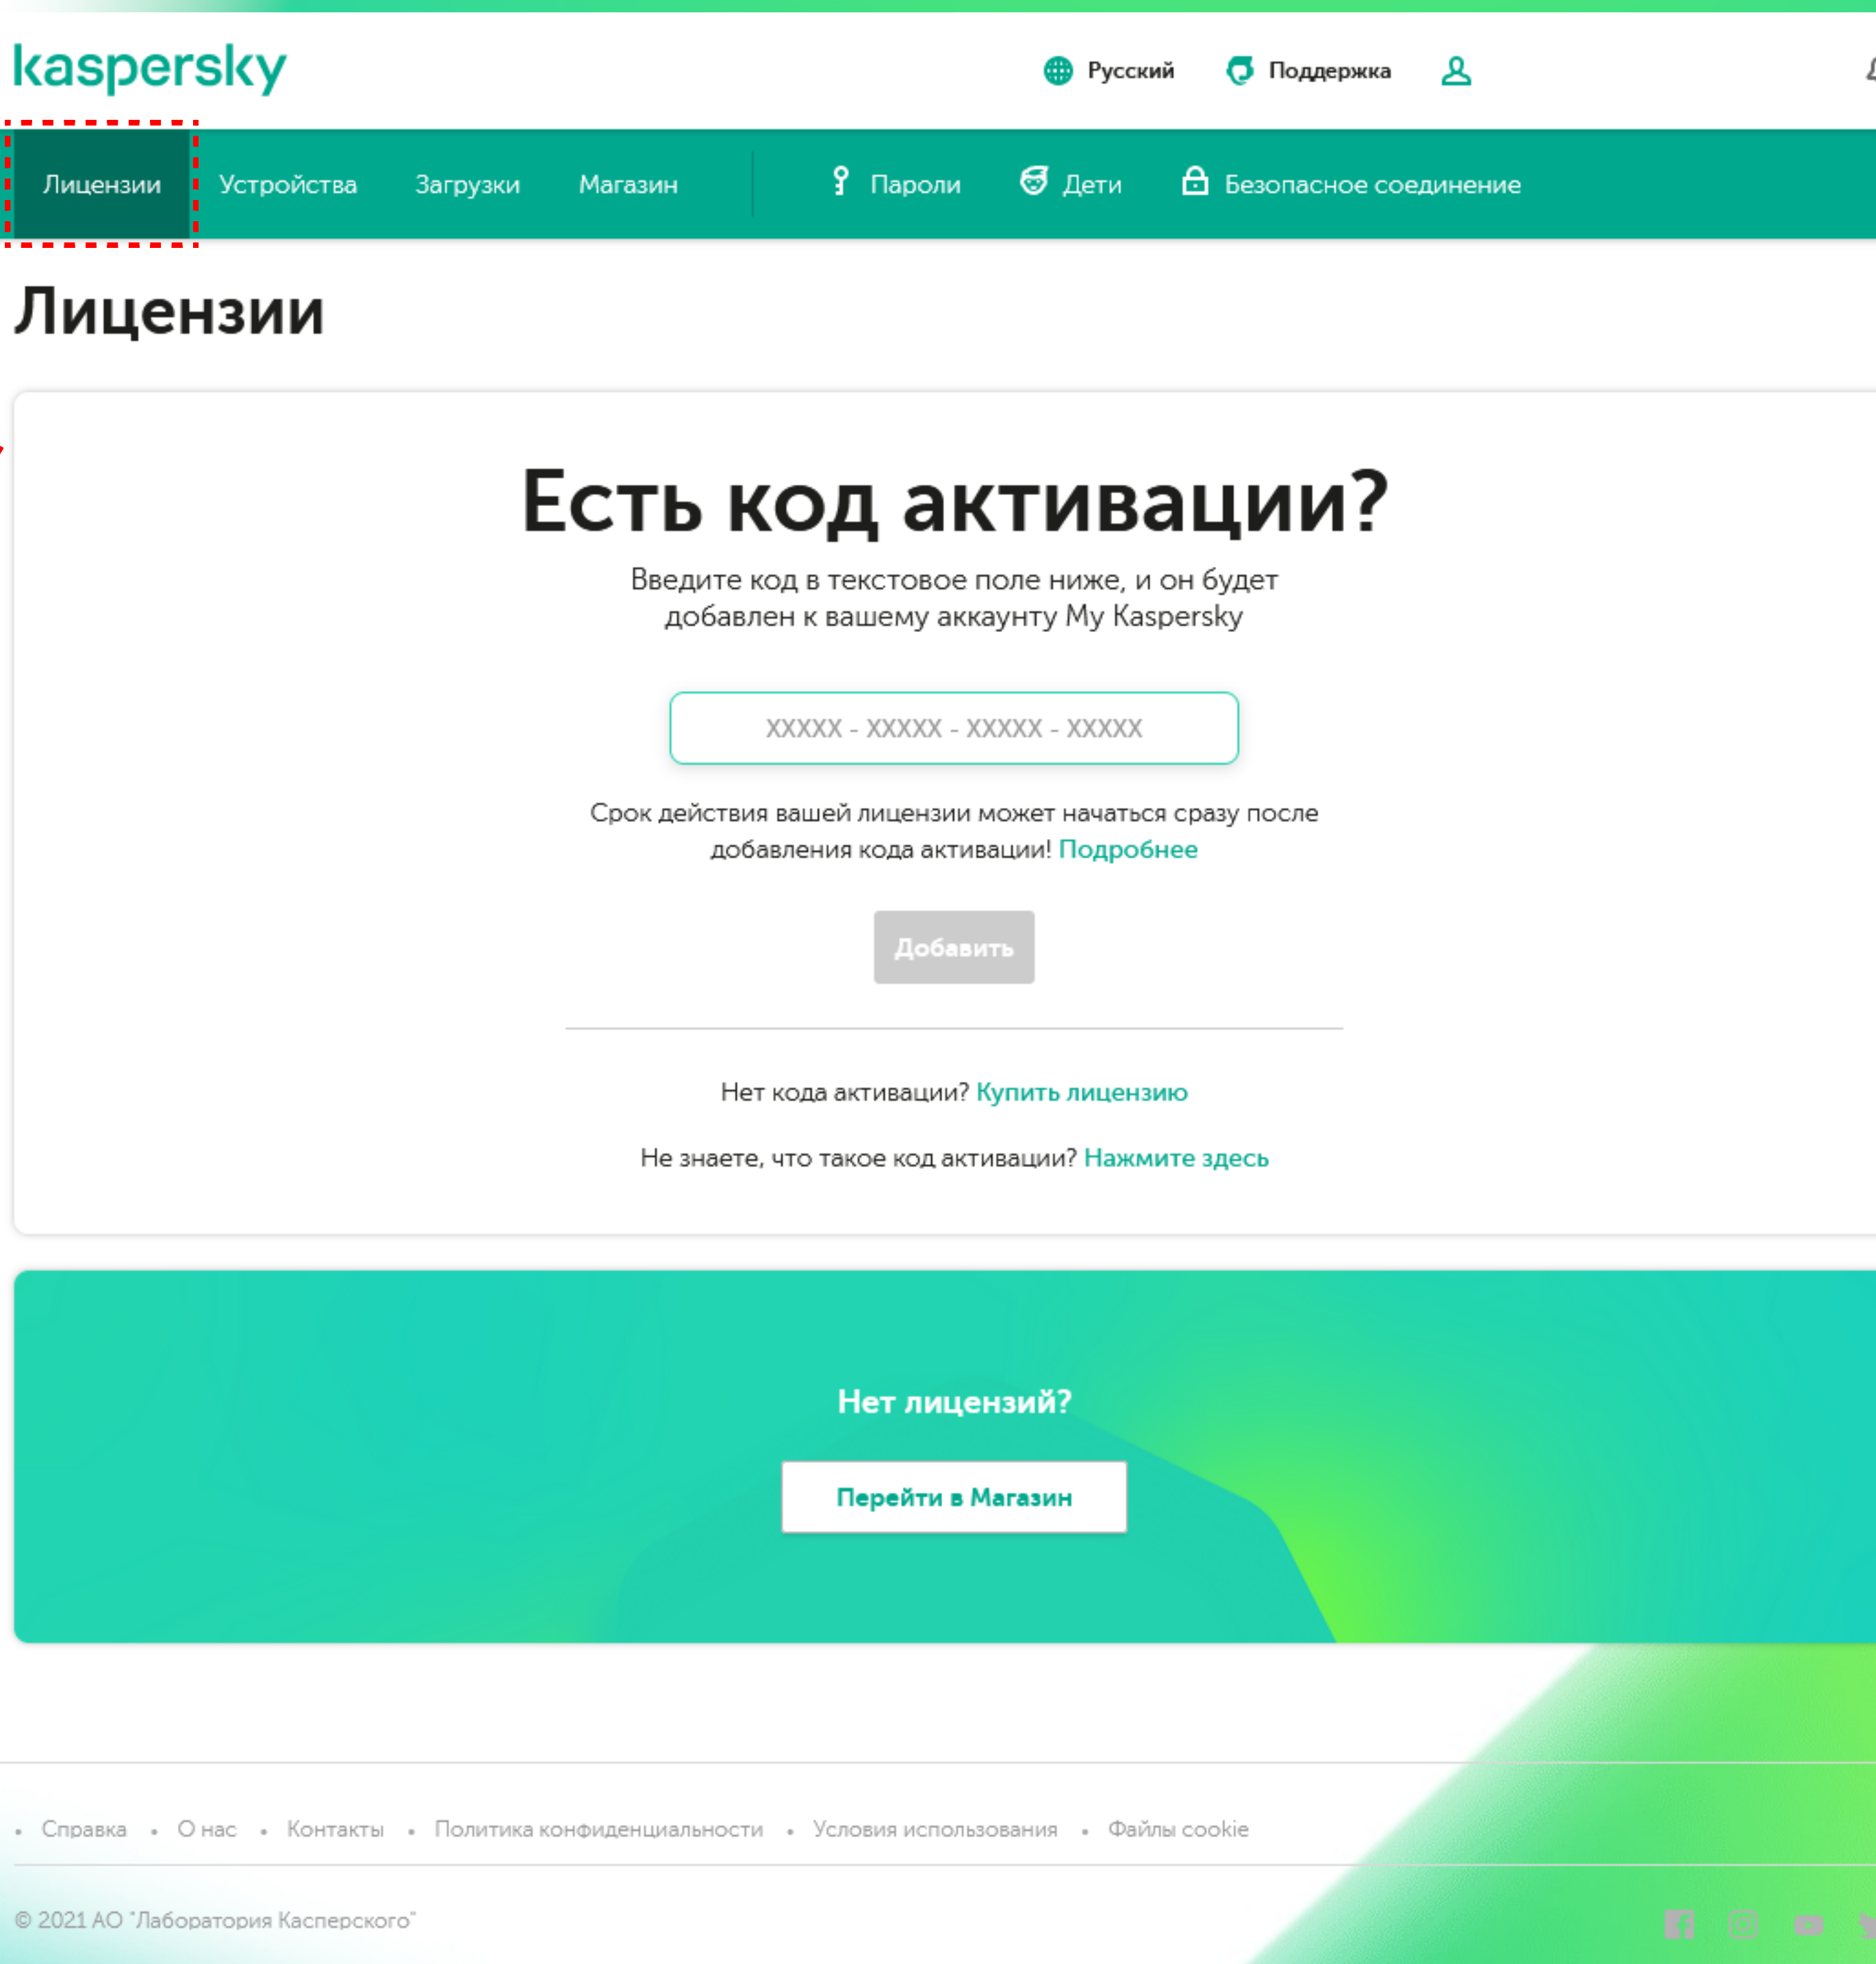 kaspersky
Русский Поддержка
Лицензии Устройства Загрузки Магазин Пароли Дети Безопасное соединение
Лицензии
Есть код активации?
Введите код в текстовое поле ниже, и он будет
добавлен к вашему аккаунту My Kaspersky
XXXXX - XXXXX - XXXXX - XXXXX
Срок действия вашей лицензии может начаться сразу после
добавления кода активации! Подробнее
Добавить
Нет кода активации? Купить лицензию
Не знаете, что такое код активации? Нажмите здесь
Нет лицензий?
Перейти в Магазин
• Справка • О нас • Контакты • Политика конфиденциальности • Условия использования • Файлы cookie
© 2021 АО "Лаборатория Касперского"